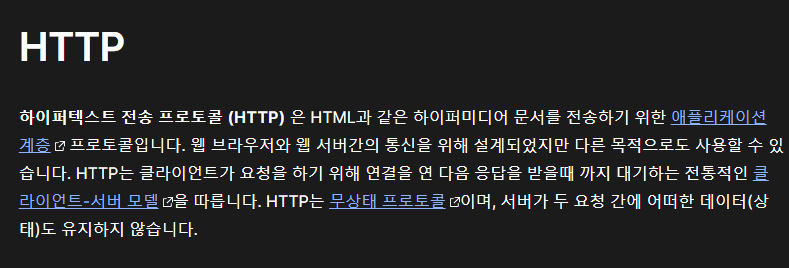 HTTP
하이퍼텍스트 전송 프로토콜 (HTTP) 은 HTML과 같은 하이퍼미디어 문서를 전송하기 위한 애플리케이션
계층 프로토콜입니다. 웹 브라우저와 웹 서버간의 통신을 위해 설계되었지만 다른 목적으로도 사용할 수 있
습니다. HTTP는 클라이언트가 요청을 하기 위해 연결을 연 다음 응답을 받을때 까지 대기하는 전통적인 클
라이언트-서버 모델을 따릅니다. HTTP는 무상태 프로토콜이며, 서버가 두 요청 간에 어떠한 데이터(상
태)도 유지하지 않습니다.